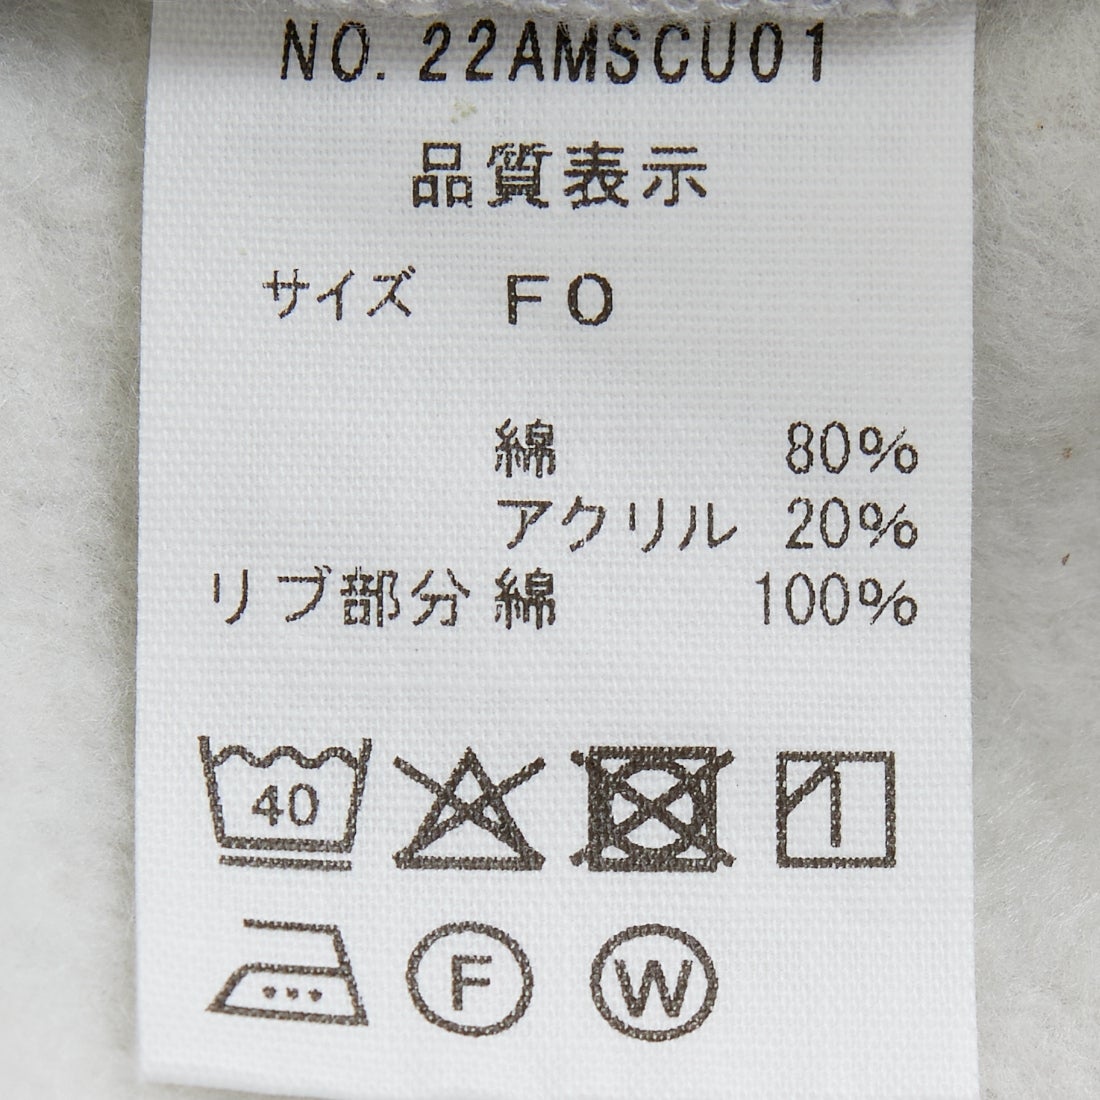 NO. 22AMSCU01
品質表示
サイズ FO
綿 80%
アクリル 20%
リブ部分 綿 100%
40
F W